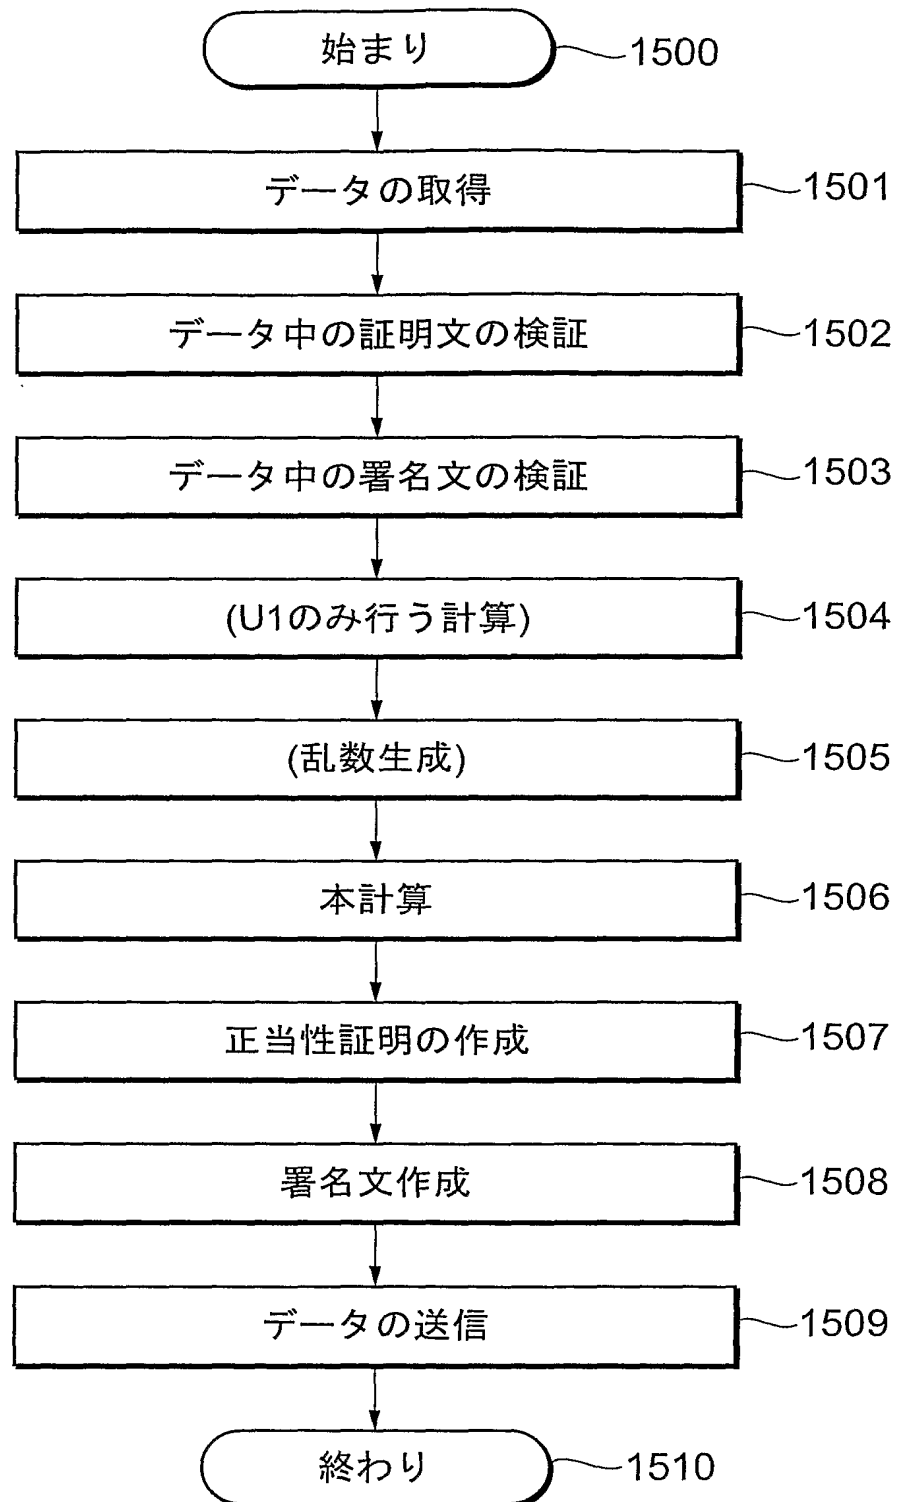 始まり 1500
データの取得 1501
データ中の証明文の検証 1502
データ中の署名文の検証 1503
(U1のみ行う計算) 1504
(乱数生成) 1505
本計算 1506
正当性証明の作成 1507
署名文作成 1508
データの送信 1509
終わり 1510